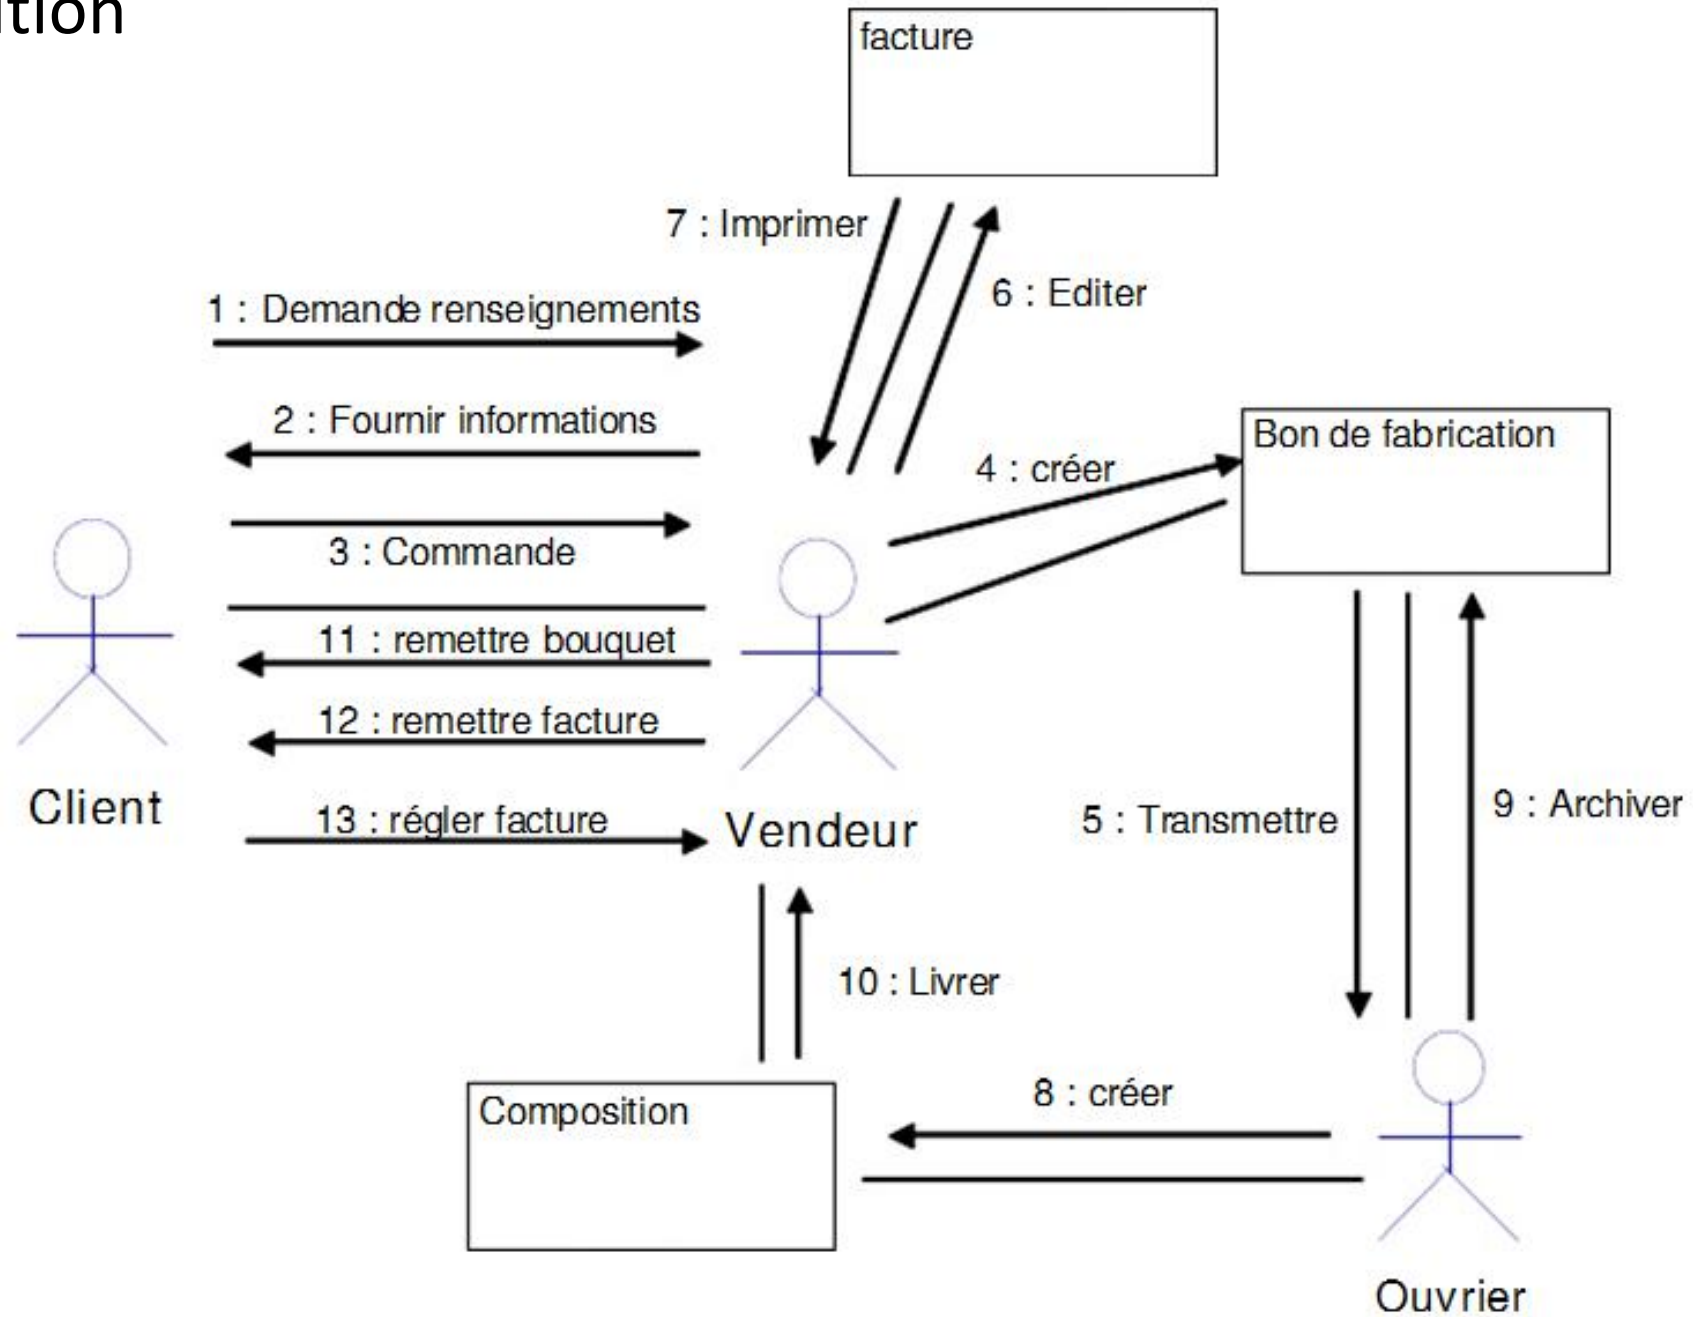 facture
7 : Imprimer
6 : Editer
1 : Demande renseignements
2 : Fournir informations
4 : créer
Bon de fabrication
3 : Commande
11 : remettre bouquet
12 : remettre facture
13 : régler facture
Client
Vendeur
5 : Transmettre
9 : Archiver
10 : Livrer
8 : créer
Composition
Ouvrier